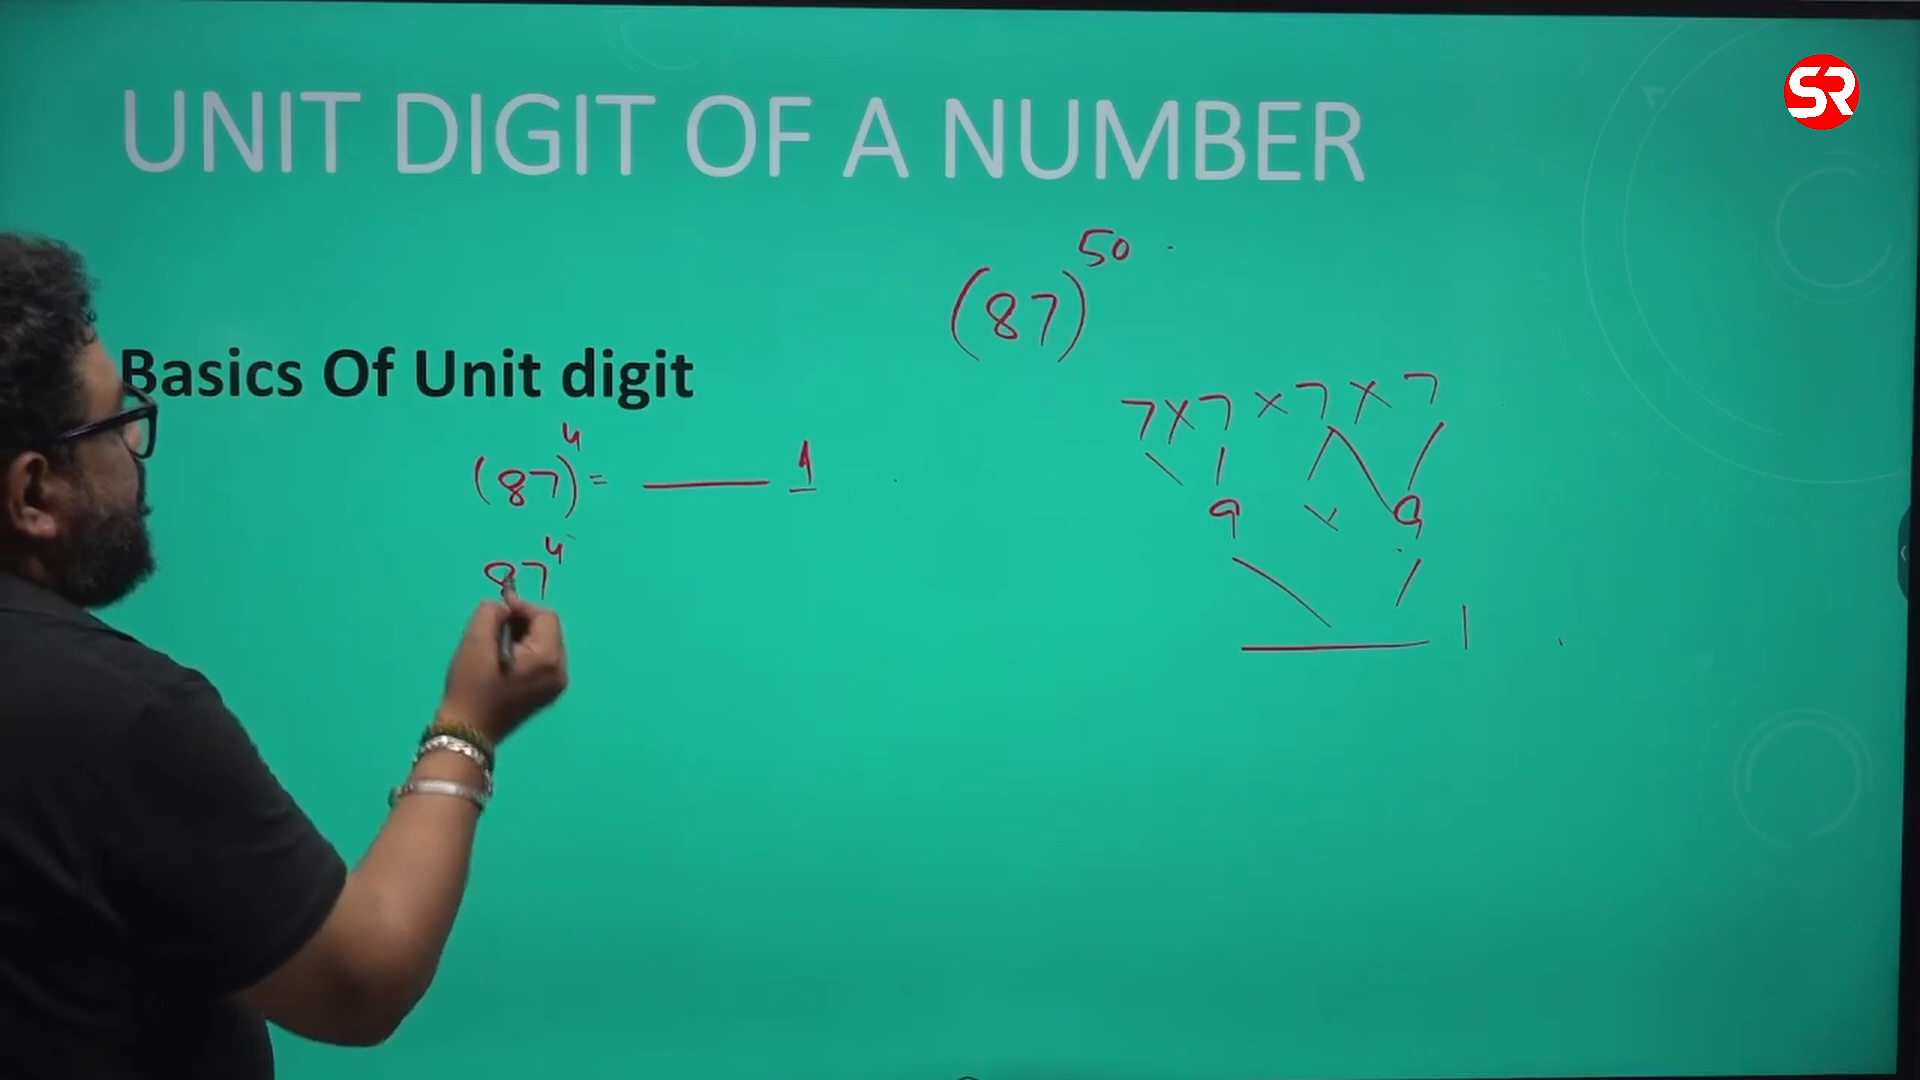 SR
UNIT DIGIT OF A NUMBER
(87)^50
Basics Of Unit digit
7×7×7×7
(87)^4 = ____ 1
9 × 9
87^4
____ 1